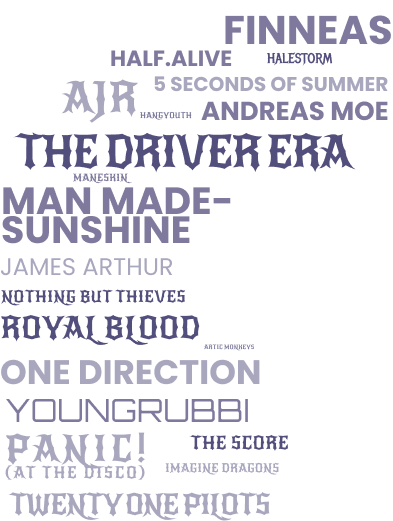 FINNEAS
HALF.ALIVE HALESTORM
AJR 5 SECONDS OF SUMMER
HANGYOUTH ANDREAS MOE
THE DRIVER ERA
MANESKIN
MAN MADE-
SUNSHINE
JAMES ARTHUR
NOTHING BUT THIEVES
ROYAL BLOOD
ARTIC MONKEYS
ONE DIRECTION
YOUNGRUBBI
PANIC! THE SCORE
(AT THE DISCO) IMAGINE DRAGONS
TWENTY ONE PILOTS